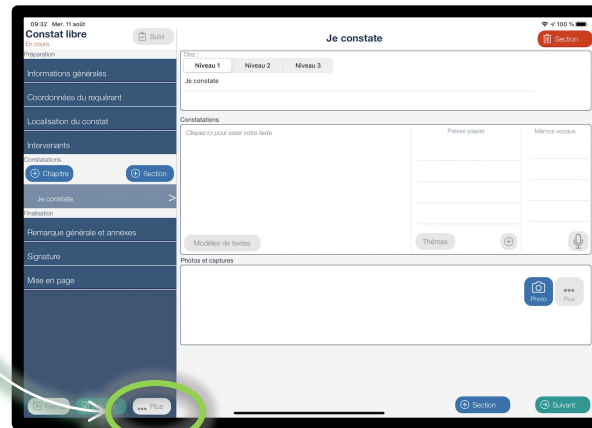 09:32 Mer. 11 août
100 %
Constat libre
En cours
Suivi
Je constate
Section
Préparation
Informations générales
Coordonnées du requérant
Localisation du constat
Intervenants
Constatations
Chapitre
Section
Je constate
Finalisation
Remarque générale et annexes
Signature
Mise en page
Plus
Titre :
Niveau 1 Niveau 2 Niveau 3
Je constate
Constatations
Cliquez ici pour saisir votre texte
Presse-papier
Mémos vocaux
Modèles de textes
Thèmes
Photos et captures
Photo
Plus
Section
Suivant